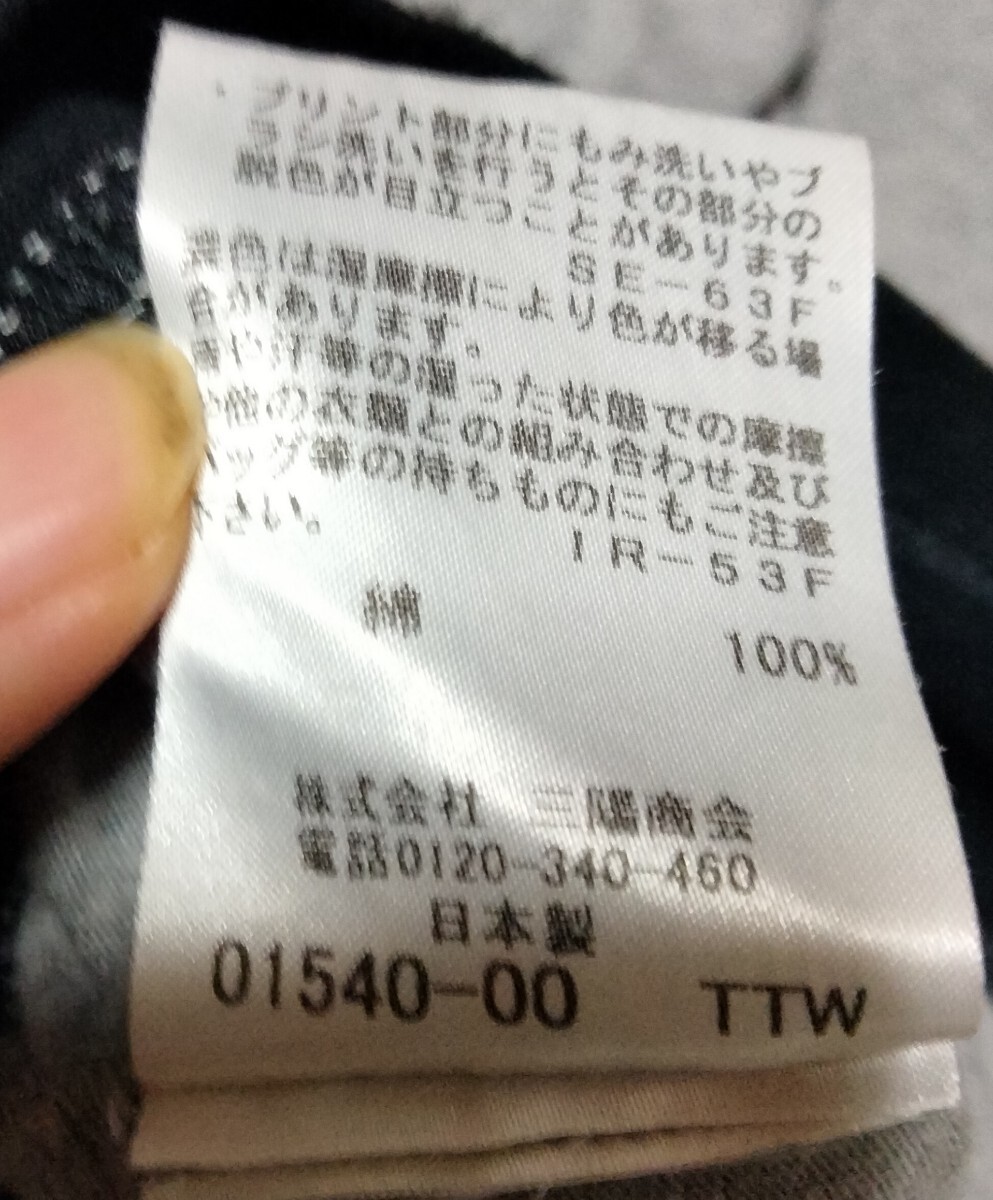 ・プリント部分にもみ洗いやブ
ラシ洗いを行うとその部分の
脱色が目立つことがあります。
SE-63F
濃色は湿摩擦により色が移る場
合があります。
雨や汗等の湿った状態での摩擦
や他の衣類との組み合わせ及び
バッグ等の持ちものにもご注意
下さい。
IR-53F
綿 100%
株式会社 三陽商会
電話0120-340-460
日本製
01540-00 TTW